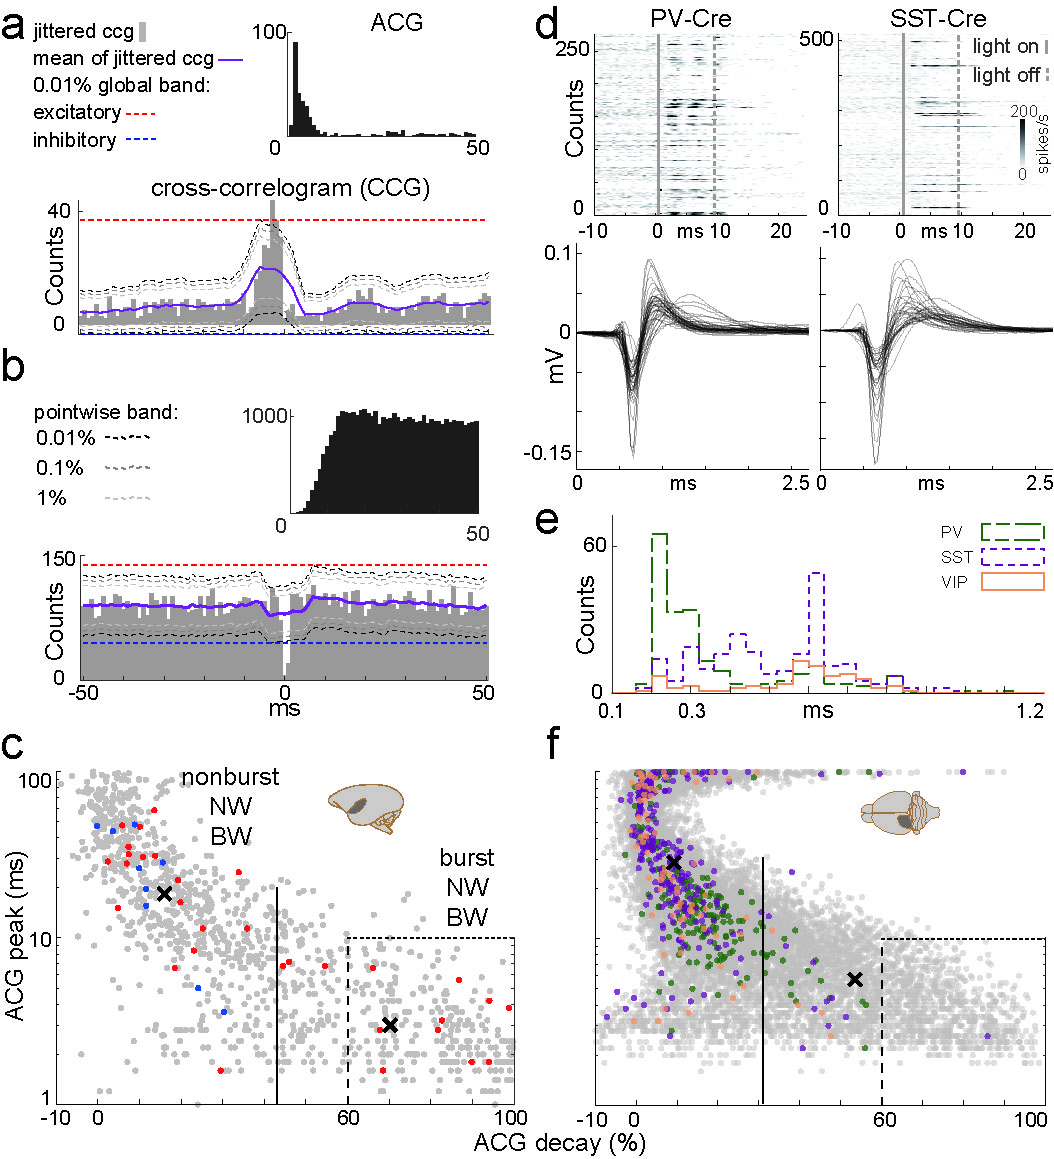 a
jittered ccg
mean of jittered ccg
0.01% global band:
excitatory
inhibitory
100
ACG
0
50
cross-correlogram (CCG)
40
Counts
0
b
pointwise band:
0.01%
0.1%
1%
1000
0
50
150
Counts
0
-50
0
50
ms
c
100
nonburst
NW
BW
burst
NW
BW
ACG peak (ms)
10
1
-10
0
60
100
ACG decay (%)
d
PV-Cre
SST-Cre
250
Counts
0
-10
0
ms
10
20
500
light on
light off
200
0
spikes/s
0
-10
0
ms
10
20
0.1
0
mV
-0.15
0
ms
2.5
0
ms
2.5
e
60
Counts
0
PV
SST
VIP
0.1
0.3
ms
1.2
f
-10
0
60
100